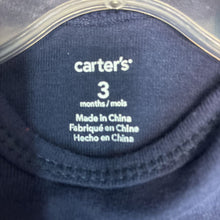 carter's
3
months/mois
Made in China
Fabriqué en Chine
Hecho en China